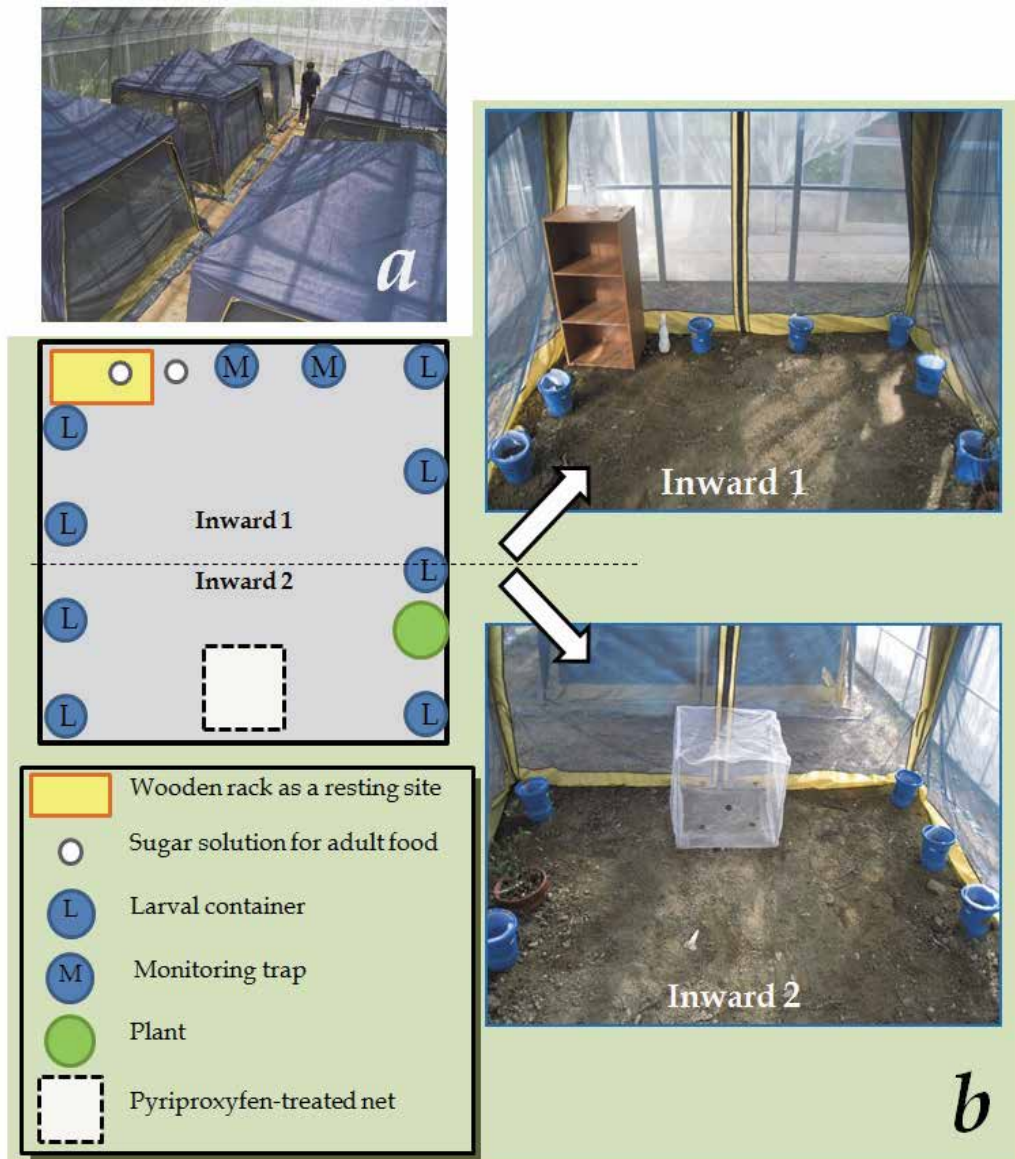 a
M M L
L
L
L
Inward 1
Inward 2
L
L
L
L
Inward 1
Inward 2
Wooden rack as a resting site
Sugar solution for adult food
L Larval container
M Monitoring trap
Plant
Pyriproxyfen-treated net
b